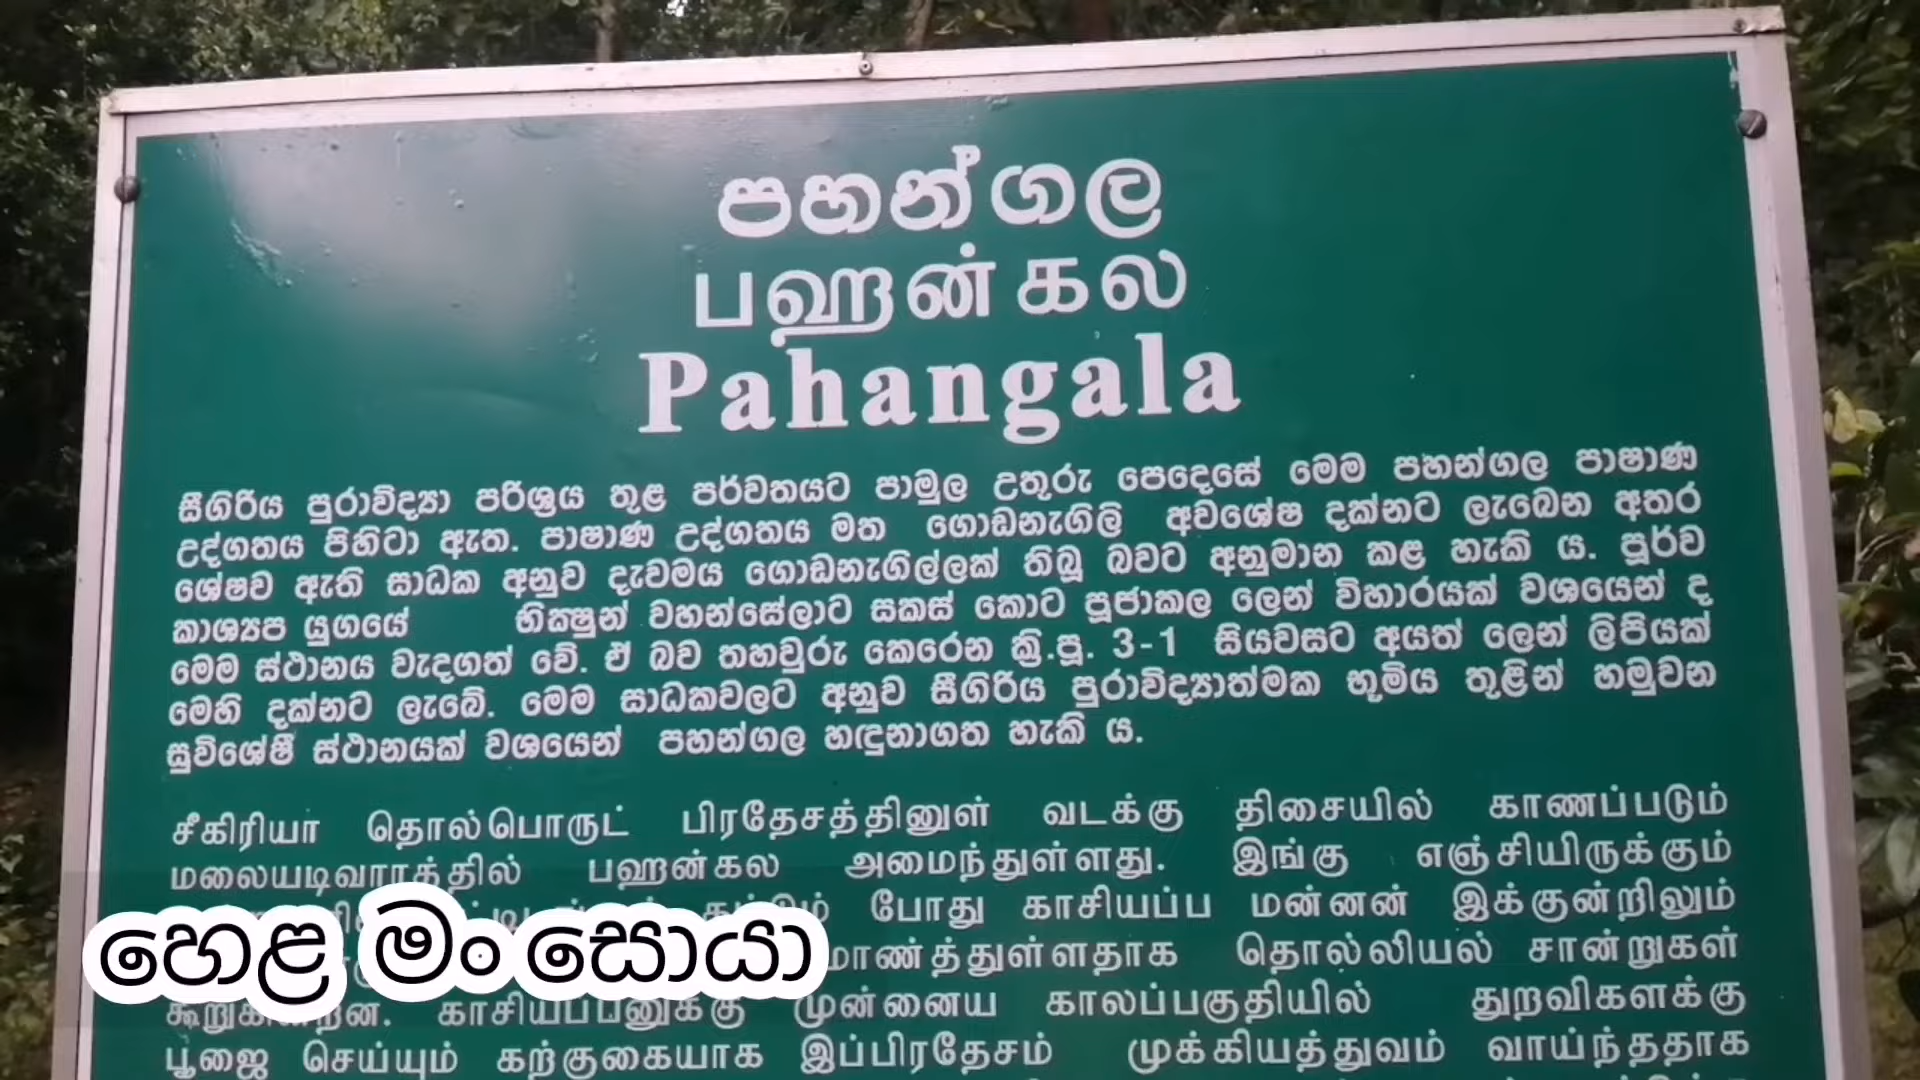 පහන්ගල
பஹன்கல
Pahangala
සීගිරිය පුරාවිද්‍යා පරිශ්‍රය තුළ පර්වතයට පාමුල උතුරු පෙදෙසේ මෙම පහන්ගල පාෂාණ
උද්ගතය පිහිටා ඇත. පාෂාණ උද්ගතය මත ගොඩනැගිලි අවශේෂ දක්නට ලැබෙන අතර
ශේෂව ඇති සාධක අනුව දැවමය ගොඩනැගිල්ලක් තිබූ බවට අනුමාන කළ හැකි ය. පූර්ව
කාශ්‍යප යුගයේ භික්ෂුන් වහන්සේලාට සකස් කොට පූජාකල ලෙන් විහාරයක් වශයෙන් ද
මෙම ස්ථානය වැදගත් වේ. ඒ බව තහවුරු කෙරෙන ක්‍රි.පූ. 3-1 සියවසට අයත් ලෙන් ලිපියක්
මෙහි දක්නට ලැබේ. මෙම සාධකවලට අනුව සීගිරිය පුරාවිද්‍යාත්මක භූමිය තුළින් හමුවන
සුවිශේෂී ස්ථානයක් වශයෙන් පහන්ගල හඳුනාගත හැකි ය.
சீகிரியா தொல்பொருட் பிரதேசத்தினுள் வடக்கு திசையில் காணப்படும்
மலையடிவாரத்தில் பஹன்கல அமைந்துள்ளது. இங்கு எஞ்சியிருக்கும்
போது காசியப்ப மன்னன் இக்குன்றிலும்
தொல்லியல் சான்றுகள்
හෙළ මං සොයා
காசியப்பனுக்கு முன்னைய காலப்பகுதியில் துறவிகளக்கு
பூஜை செய்யும் கற்குகையாக இப்பிரதேசம் முக்கியத்துவம் வாய்ந்ததாக